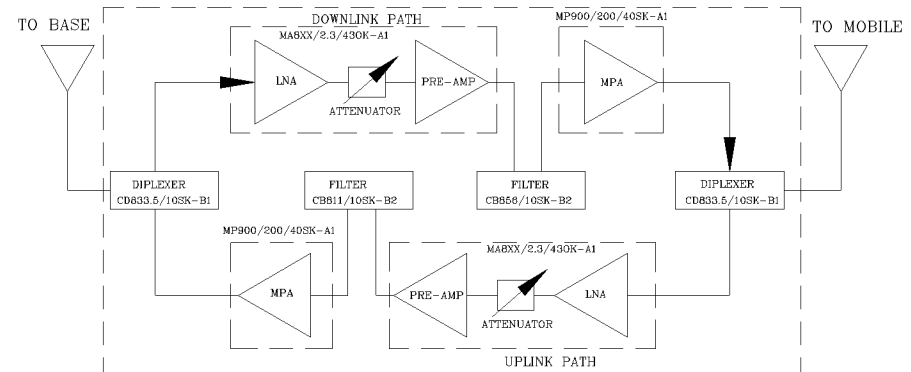 DOWNLINK PATH
MP900/200/40SK-A1
TO BASE
TO MOBILE
MA8XX/2.3/430K-A1
LNA
PRE-AMP
MPA
ATTENUATOR
DIPLEXER
CD833.5/10SK-B1
FILTER
CB811/10SK-B2
FILTER
CB856/10SK-B2
DIPLEXER
CD833.5/10SK-B1
MP900/200/40SK-A1
MA8XX/2.3/430K-A1
MPA
PRE-AMP
LNA
ATTENUATOR
UPLINK PATH